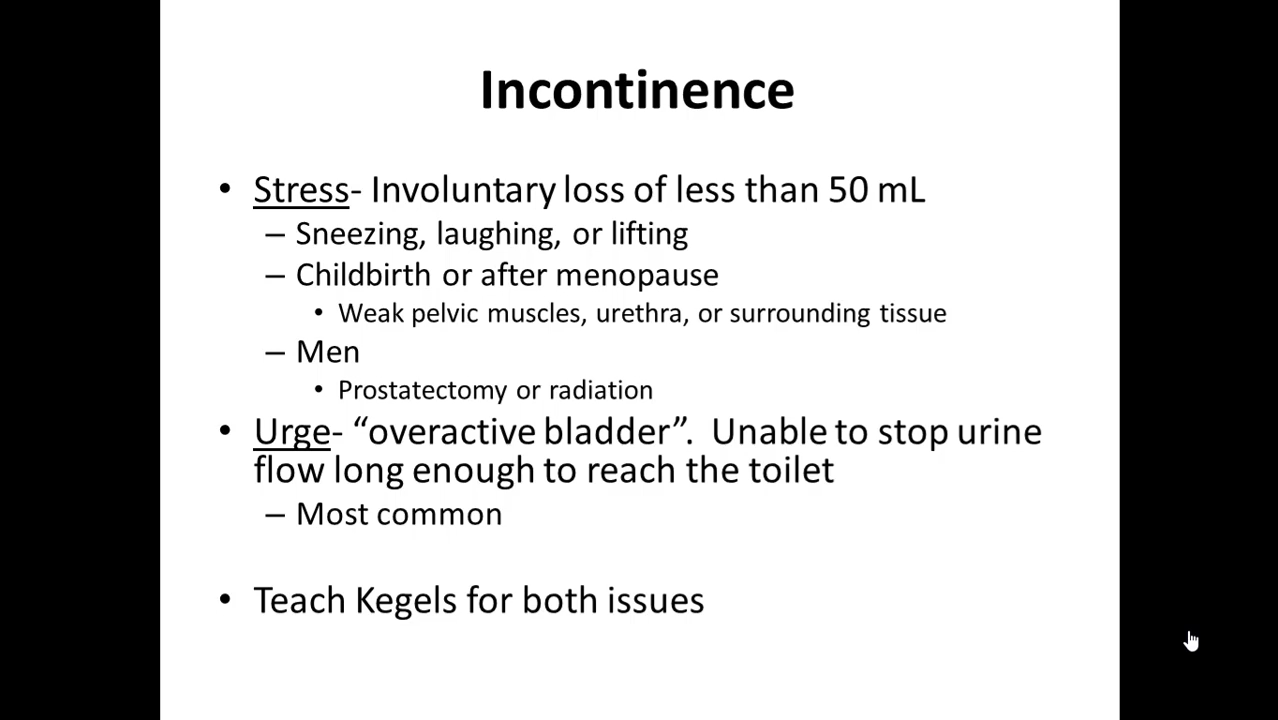 Incontinence
• Stress- Involuntary loss of less than 50 mL
– Sneezing, laughing, or lifting
– Childbirth or after menopause
• Weak pelvic muscles, urethra, or surrounding tissue
– Men
• Prostatectomy or radiation
• Urge- “overactive bladder”.  Unable to stop urine
flow long enough to reach the toilet
– Most common
• Teach Kegels for both issues